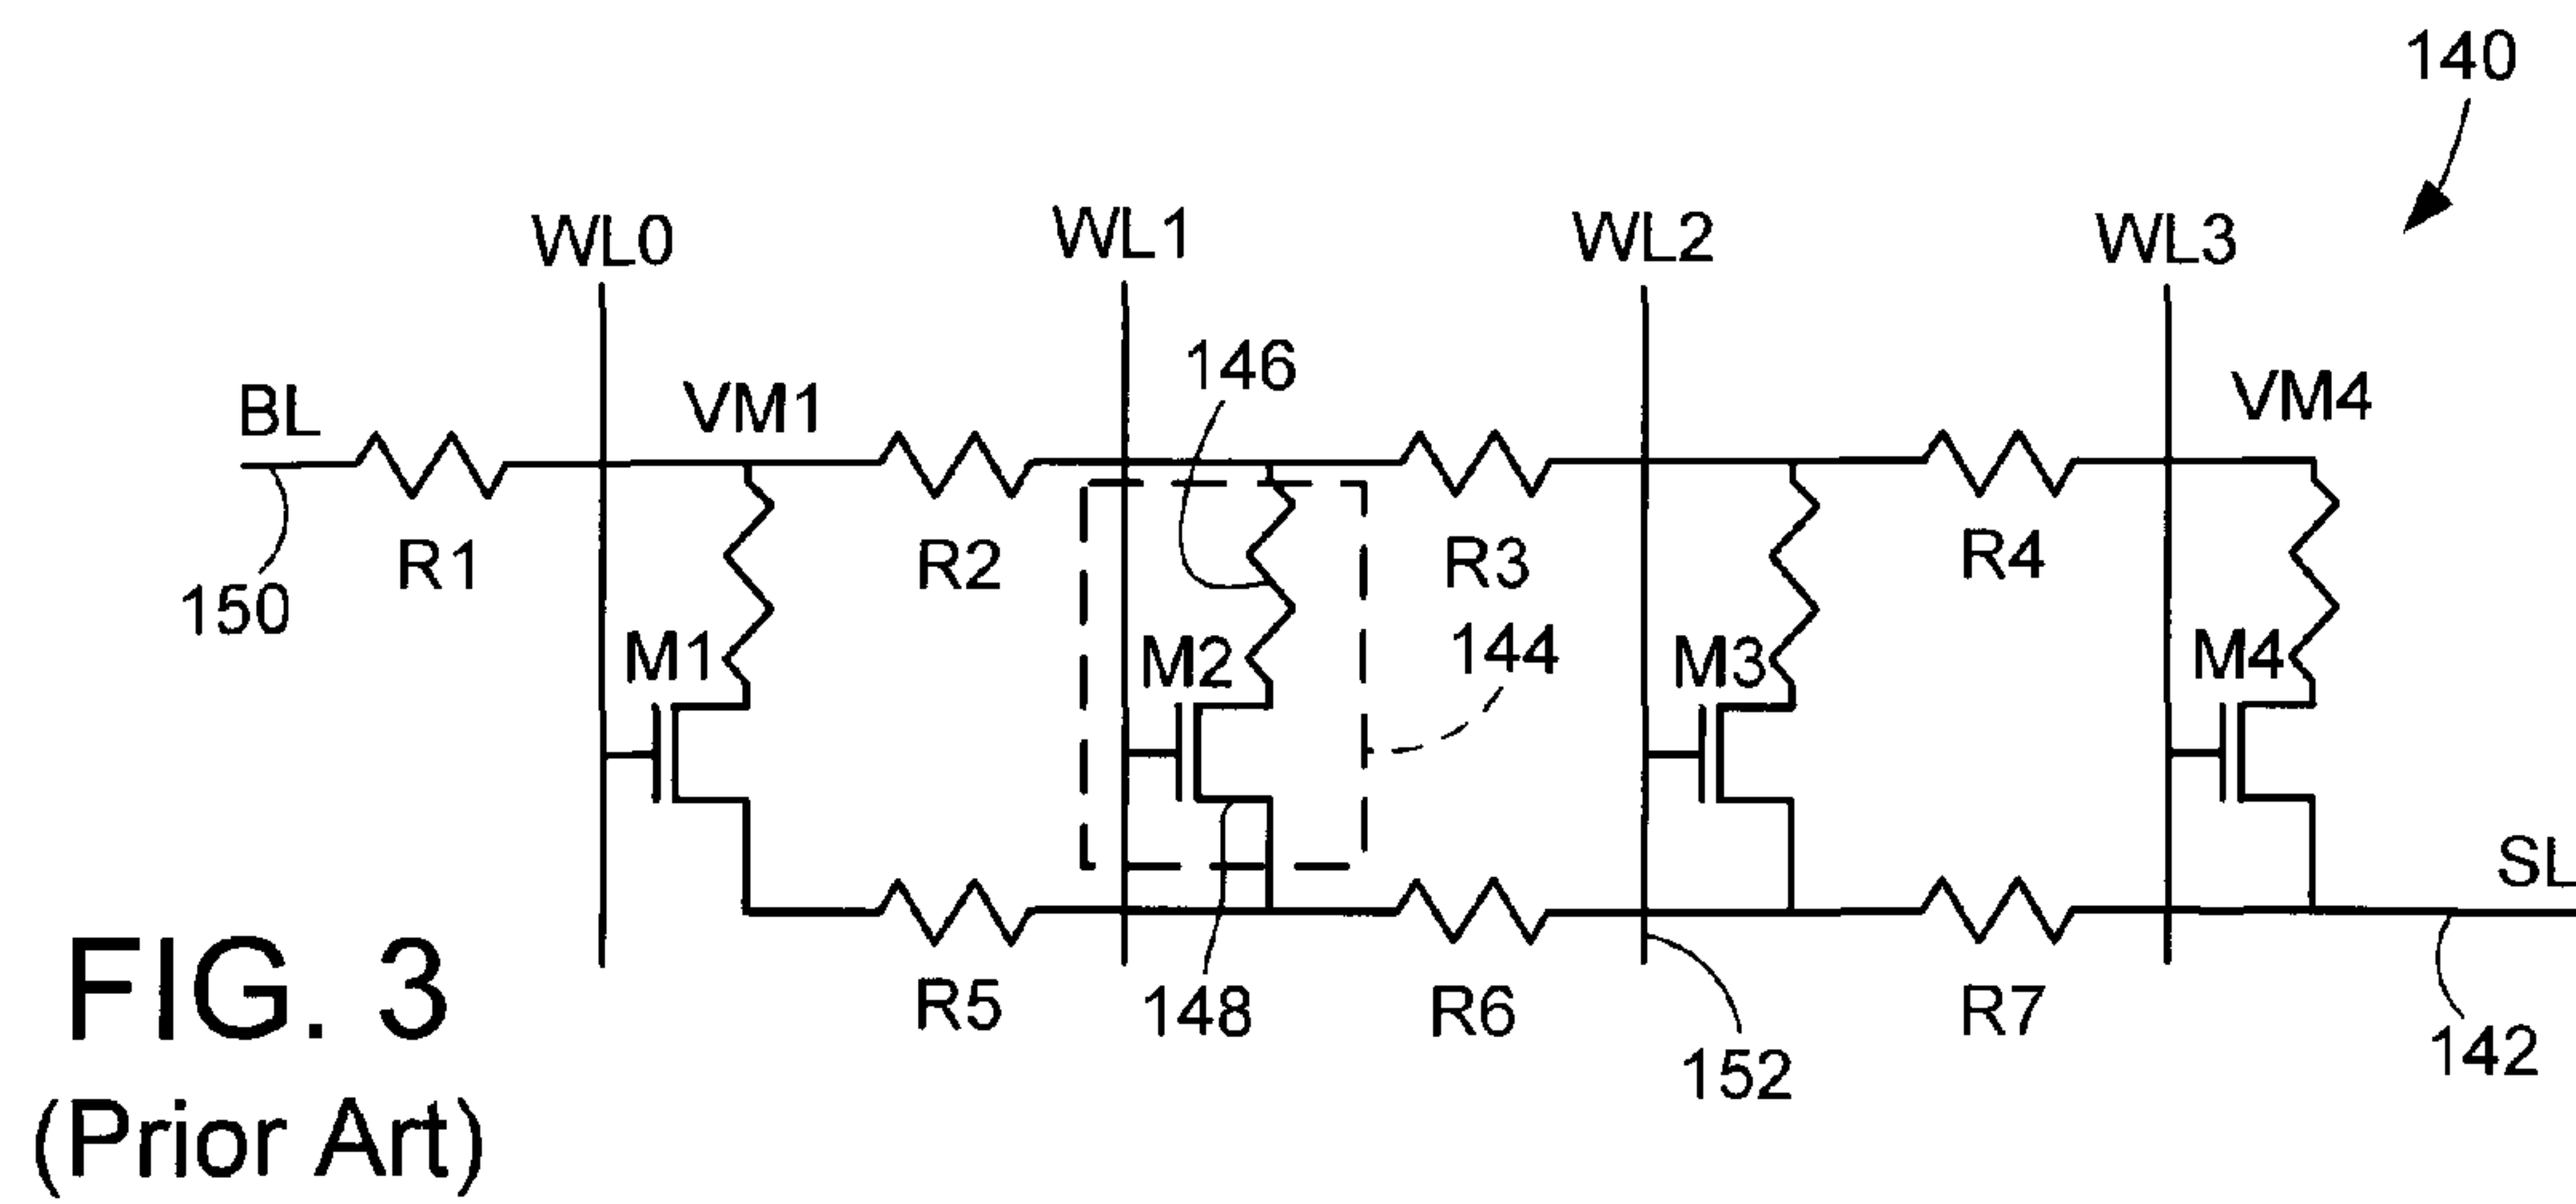 140
WL0 WL1 WL2 WL3
BL VM1 146 VM4
150 R1 R2 R3 R4
M1 M2 144 M3 M4
SL
R5 148 R6 152 R7 142
FIG. 3
(Prior Art)